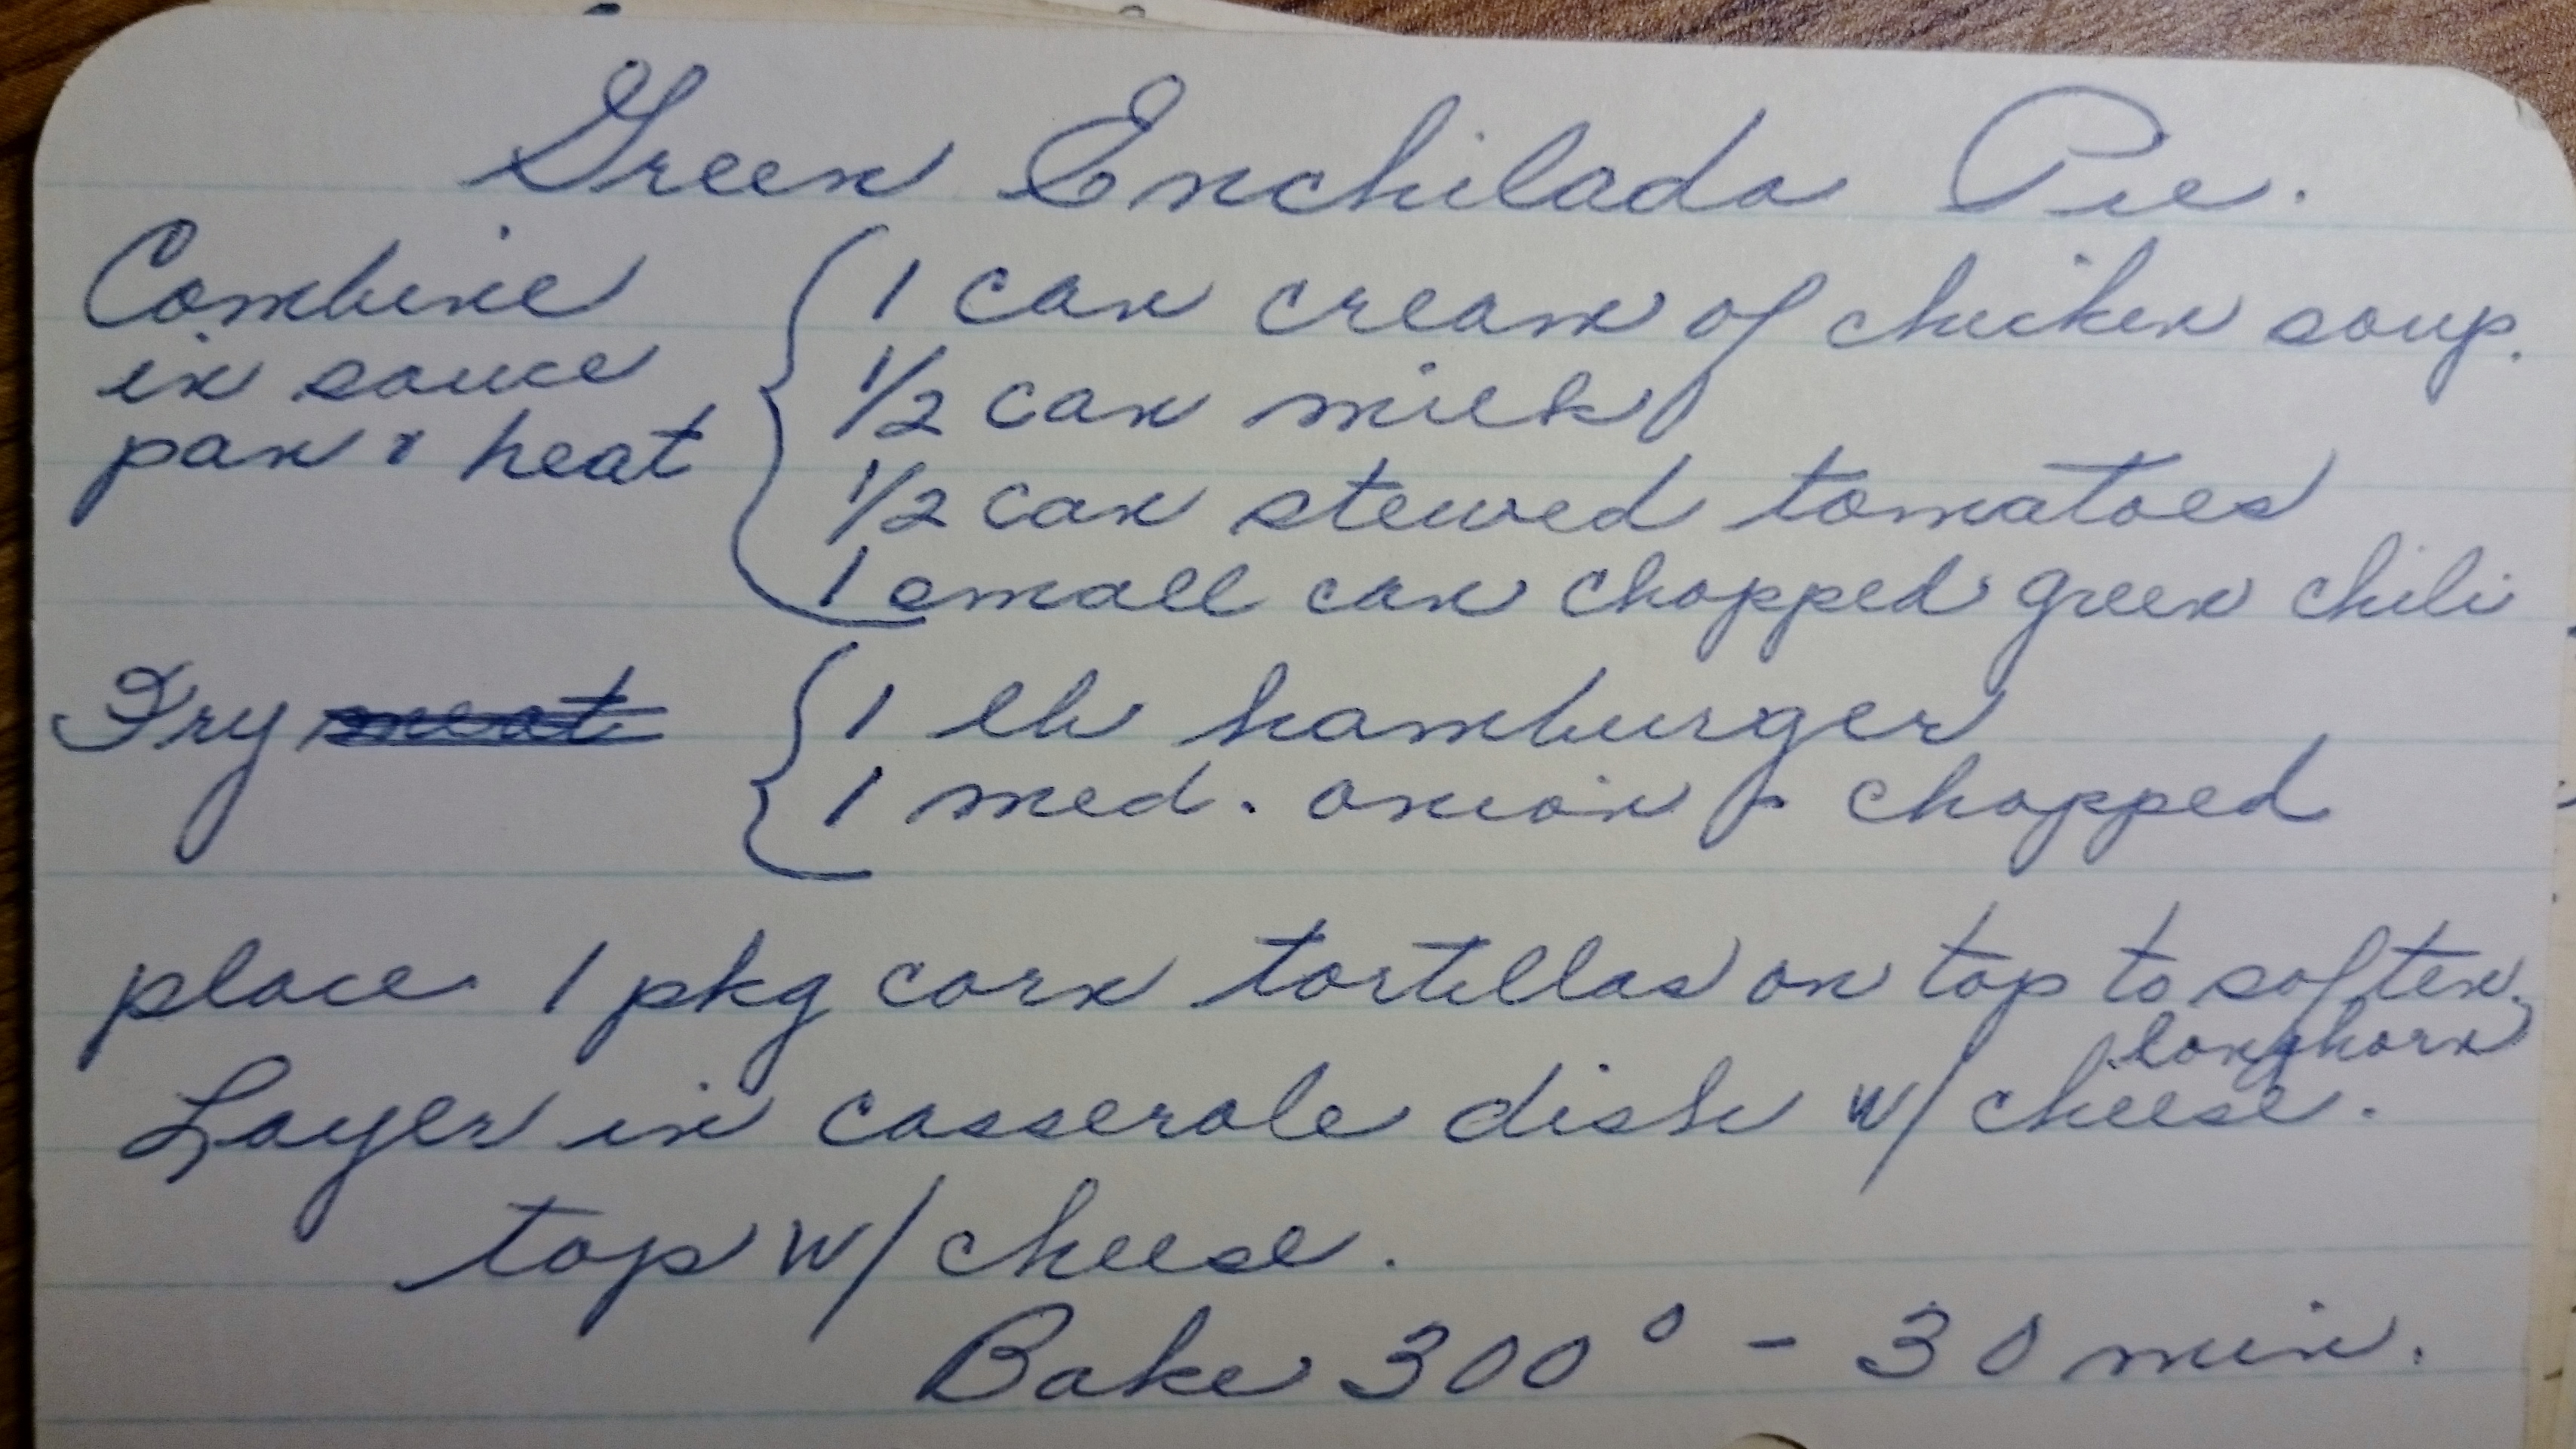 Green Enchilada Pie.
Combine in sauce pan & heat
1 can cream of chicken soup.
1/2 can milk
1/2 can stewed tomatoes
1 small can chopped green chili
Fry meat
1 lb hamburger
1 med. onion - chopped
place 1 pkg corn tortillas on top to soften.
longhorn
Layer in casserole dish w/ cheese.
top w/ cheese.
Bake 300° - 30 min.